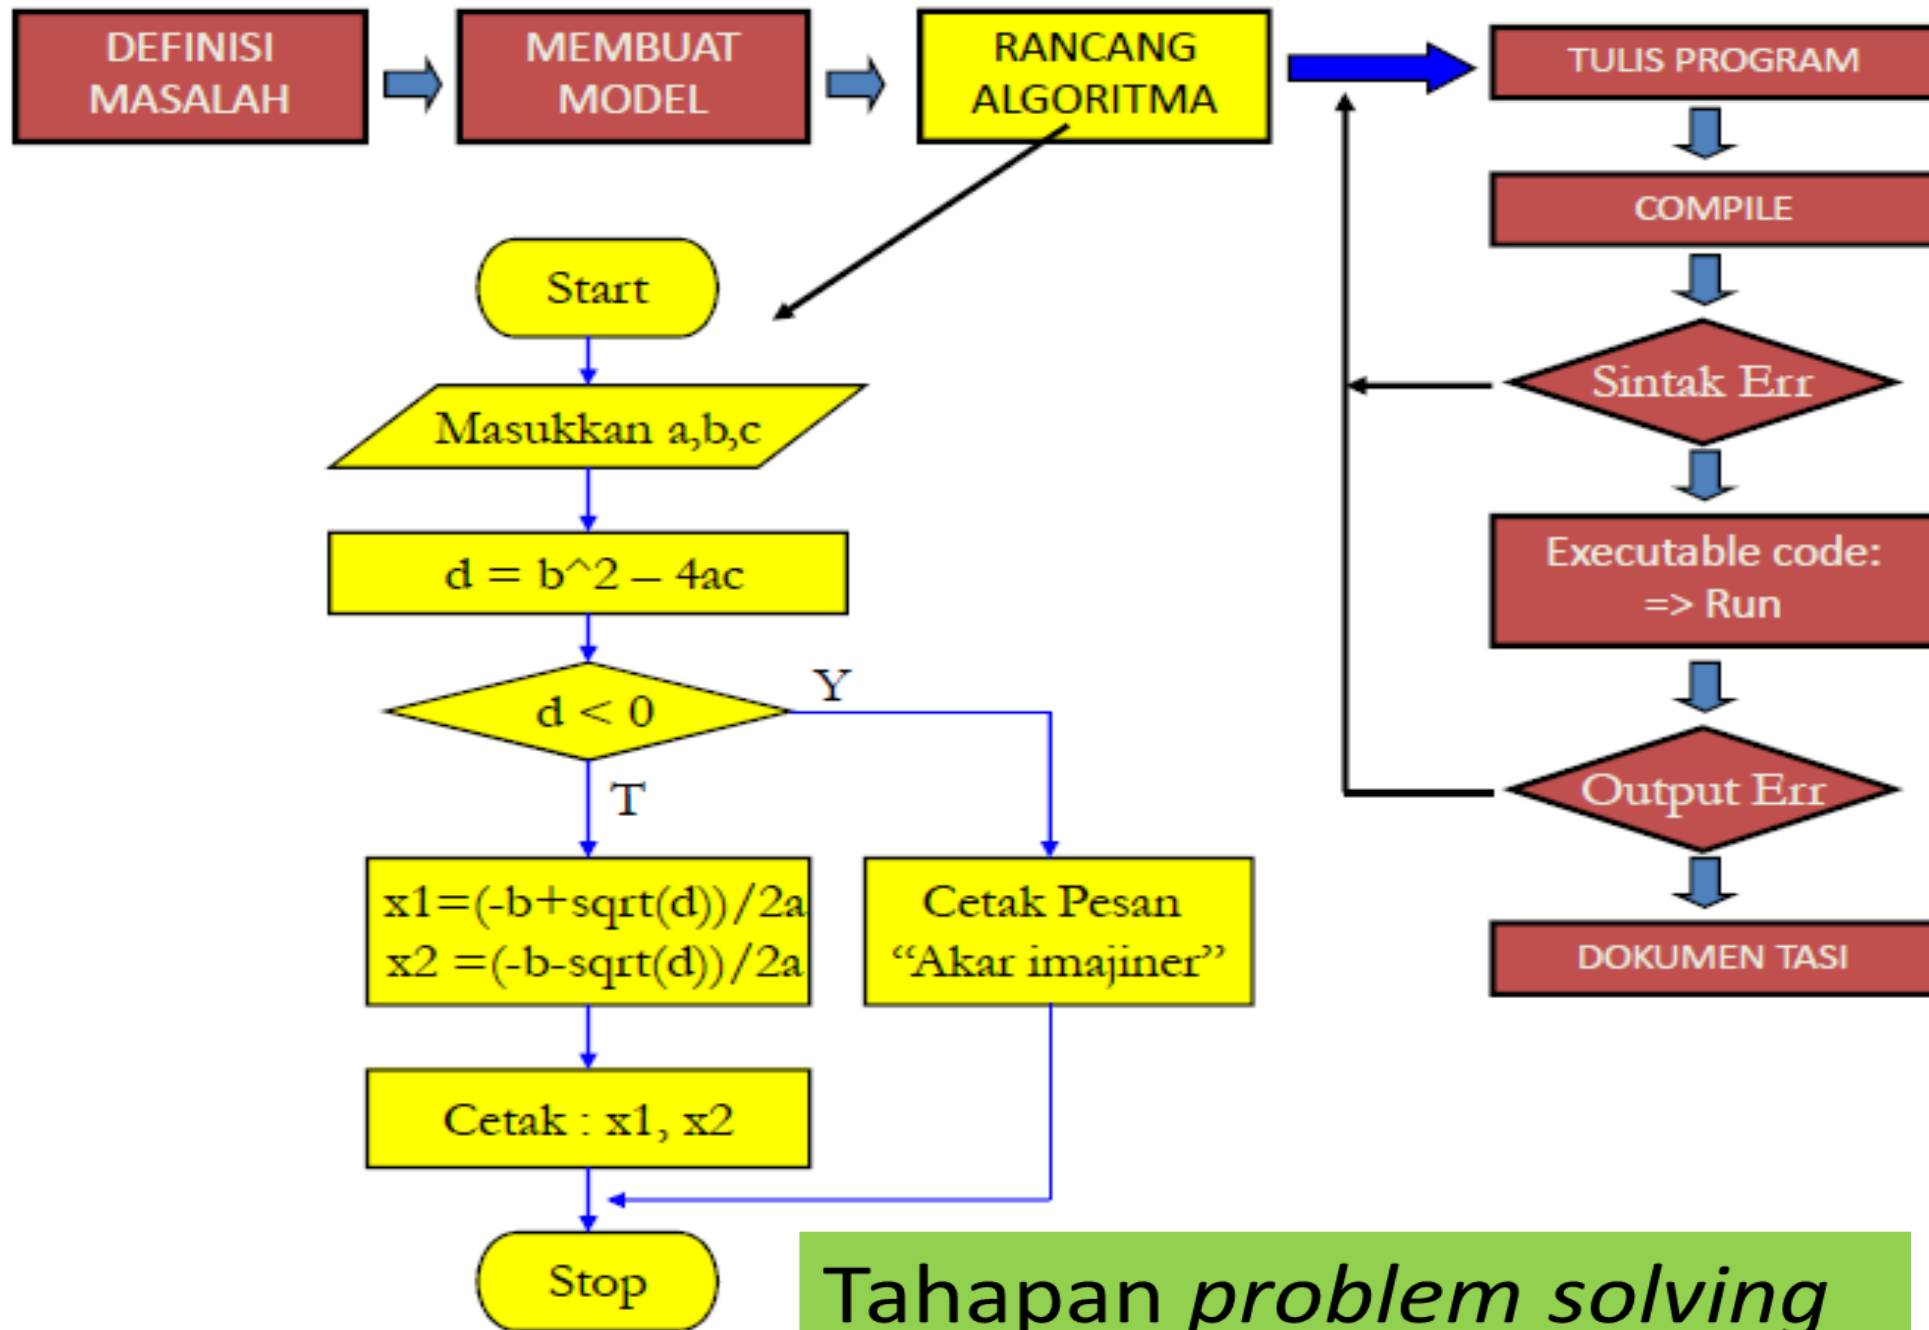 DEFINISI
MASALAH
MEMBUAT
MODEL
RANCANG
ALGORITMA
TULIS PROGRAM
COMPILE
Sintak Err
Executable code:
=> Run
Output Err
DOKUMEN TASI
Start
Masukkan a,b,c
d = b^2 – 4ac
d < 0
Y
T
x1=(-b+sqrt(d))/2a
x2 =(-b-sqrt(d))/2a
Cetak Pesan
“Akar imajiner”
Cetak : x1, x2
Stop
Tahapan problem solving